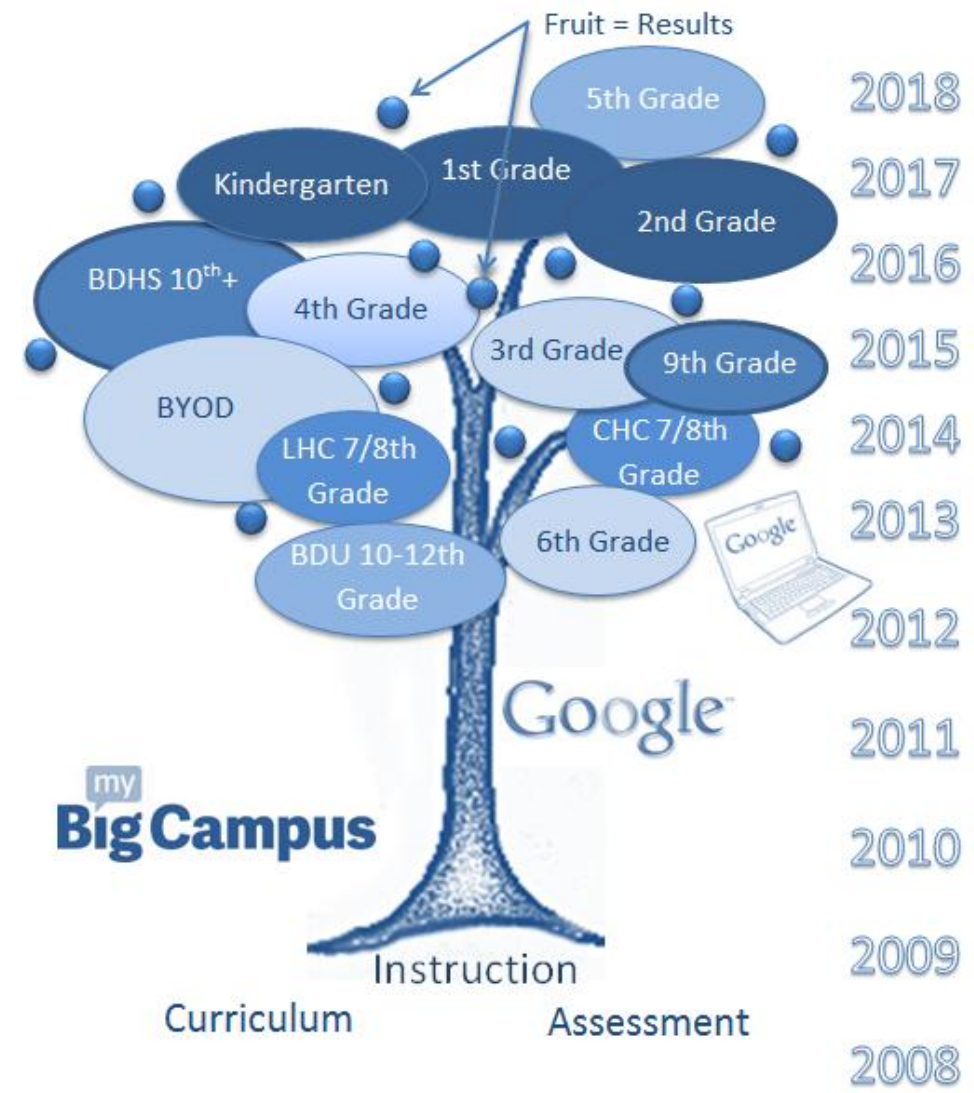 Fruit = Results
5th Grade
2018
Kindergarten
1st Grade
2017
2nd Grade
BDHS 10th+
2016
4th Grade
3rd Grade
9th Grade
2015
BYOD
LHC 7/8th
Grade
CHC 7/8th
Grade
2014
BDU 10-12th
Grade
6th Grade
Google
2013
2012
Google™
2011
my
Big Campus
2010
2009
Instruction
Curriculum
Assessment
2008